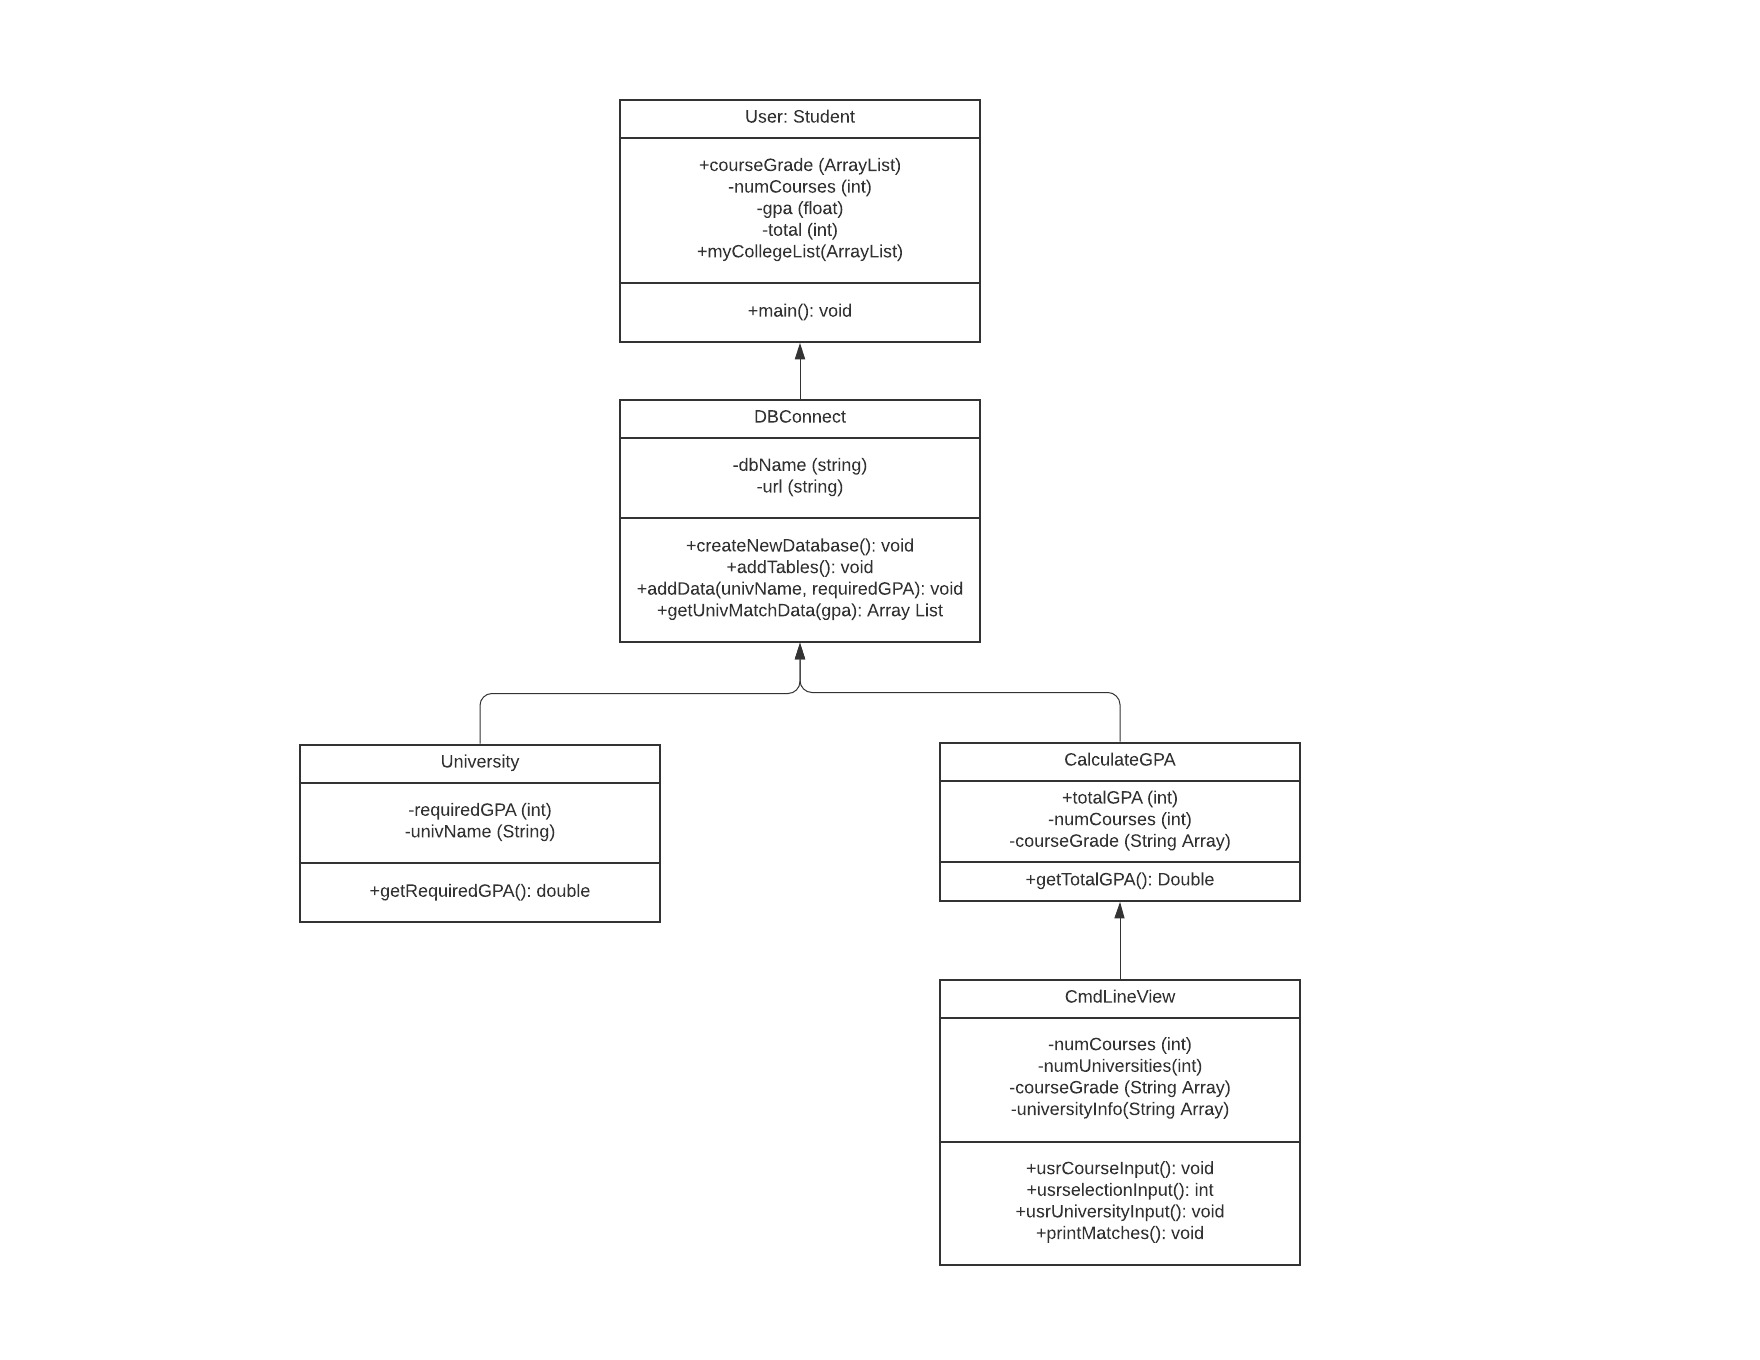 User: Student
+courseGrade (ArrayList)
-numCourses (int)
-gpa (float)
-total (int)
+myCollegeList(ArrayList)
+main(): void
DBConnect
-dbName (string)
-url (string)
+createNewDatabase(): void
+addTables(): void
+addData(univName, requiredGPA): void
+getUnivMatchData(gpa): Array List
University
-requiredGPA (int)
-univName (String)
+getRequiredGPA(): double
CalculateGPA
+totalGPA (int)
-numCourses (int)
-courseGrade (String Array)
+getTotalGPA(): Double
CmdLineView
-numCourses (int)
-numUniversities(int)
-courseGrade (String Array)
-universityInfo(String Array)
+usrCourseInput(): void
+usrselectionInput(): int
+usrUniversityInput(): void
+printMatches(): void